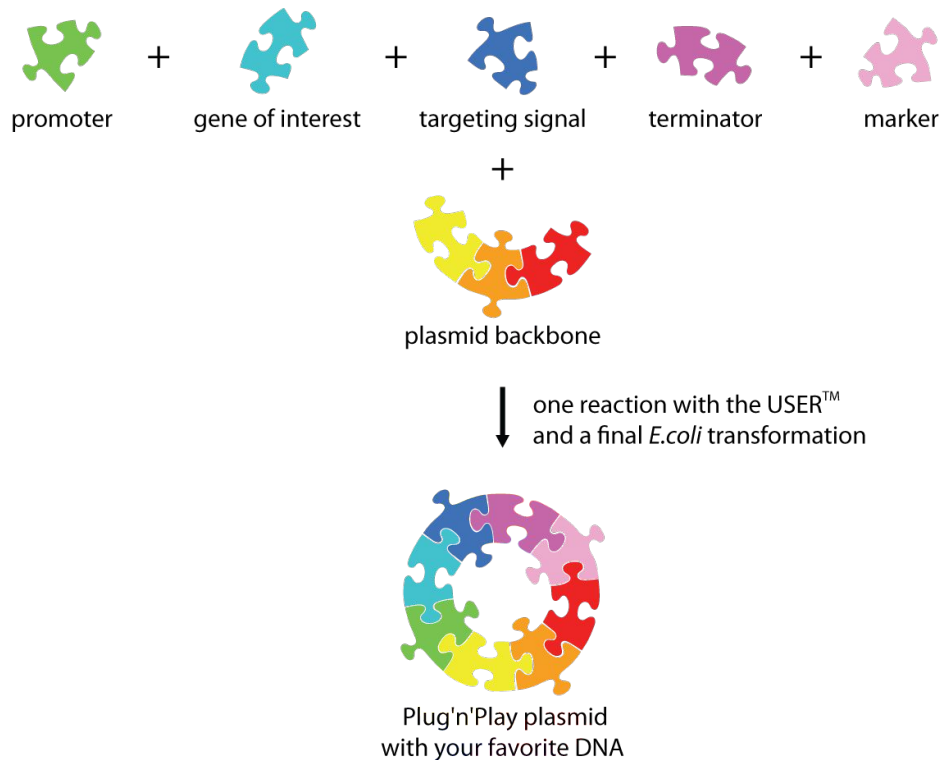 + + + +
promoter gene of interest targeting signal terminator marker
+
plasmid backbone
one reaction with the USER™
and a final E.coli transformation
Plug'n'Play plasmid
with your favorite DNA